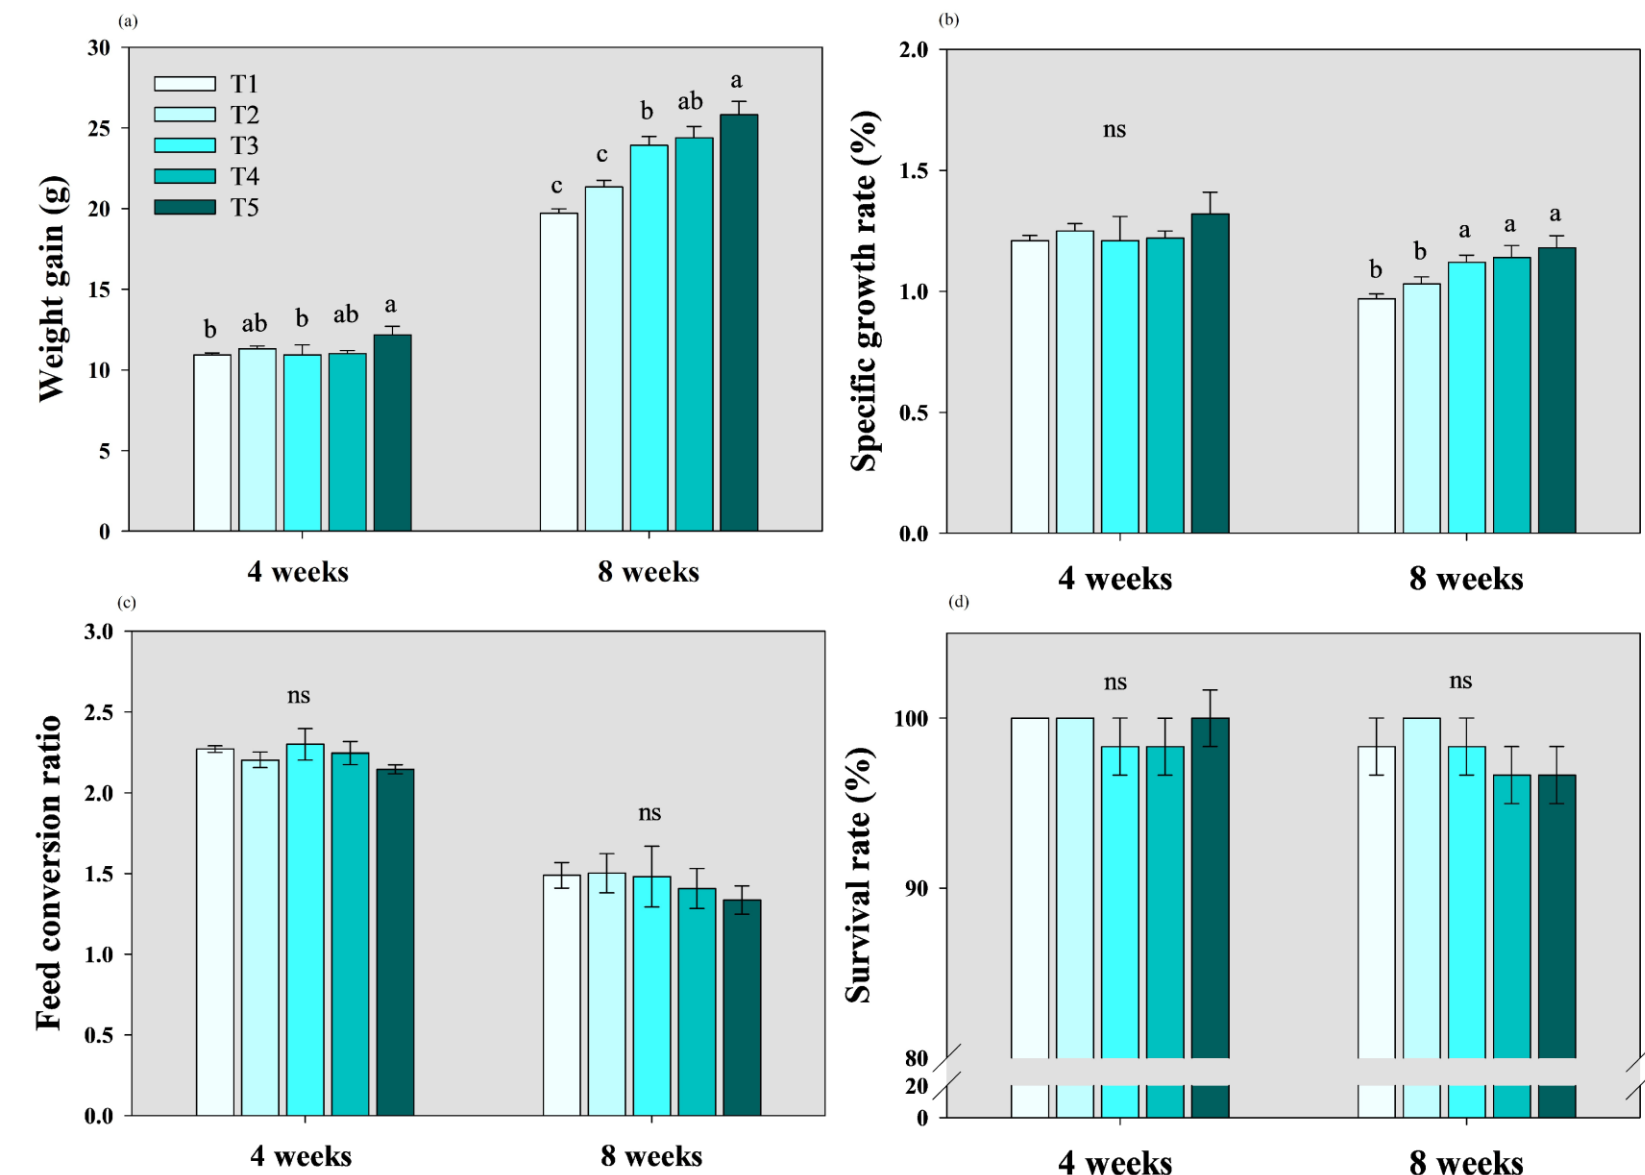 (a)
Weight gain (g)
30
25
20
15
10
5
0
T1
T2
T3
T4
T5
b ab b ab a
c c b ab a
4 weeks 8 weeks
(b)
Specific growth rate (%)
2.0
1.5
1.0
0.5
0.0
ns
b b a a a
4 weeks 8 weeks
(c)
Feed conversion ratio
3.0
2.5
2.0
1.5
1.0
0.5
0.0
ns
ns
4 weeks 8 weeks
(d)
Survival rate (%)
100
90
80
20
0
ns ns
4 weeks 8 weeks